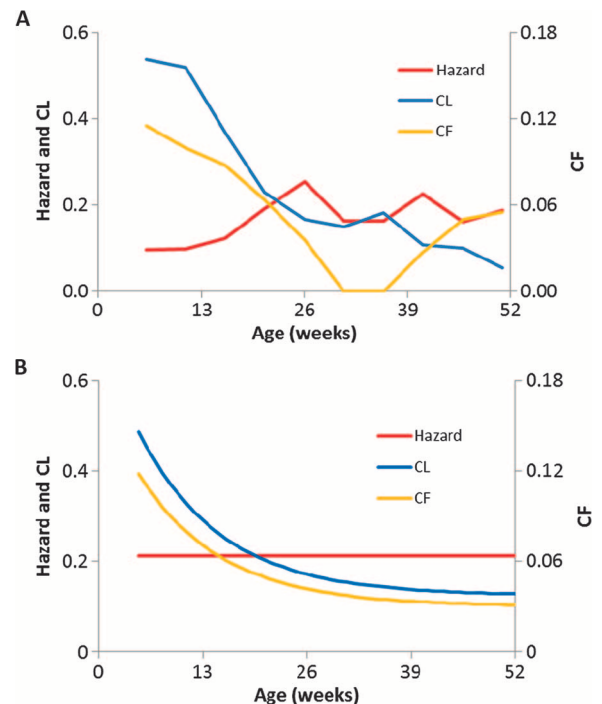 A
0.6
0.18
Hazard
CL
CF
0.4
0.12
Hazard and CL
CF
0.2
0.06
0.0
0.00
0
13
26
39
52
Age (weeks)
B
0.6
0.18
Hazard
CL
CF
0.4
0.12
Hazard and CL
CF
0.2
0.06
0
0
0
13
26
39
52
Age (weeks)